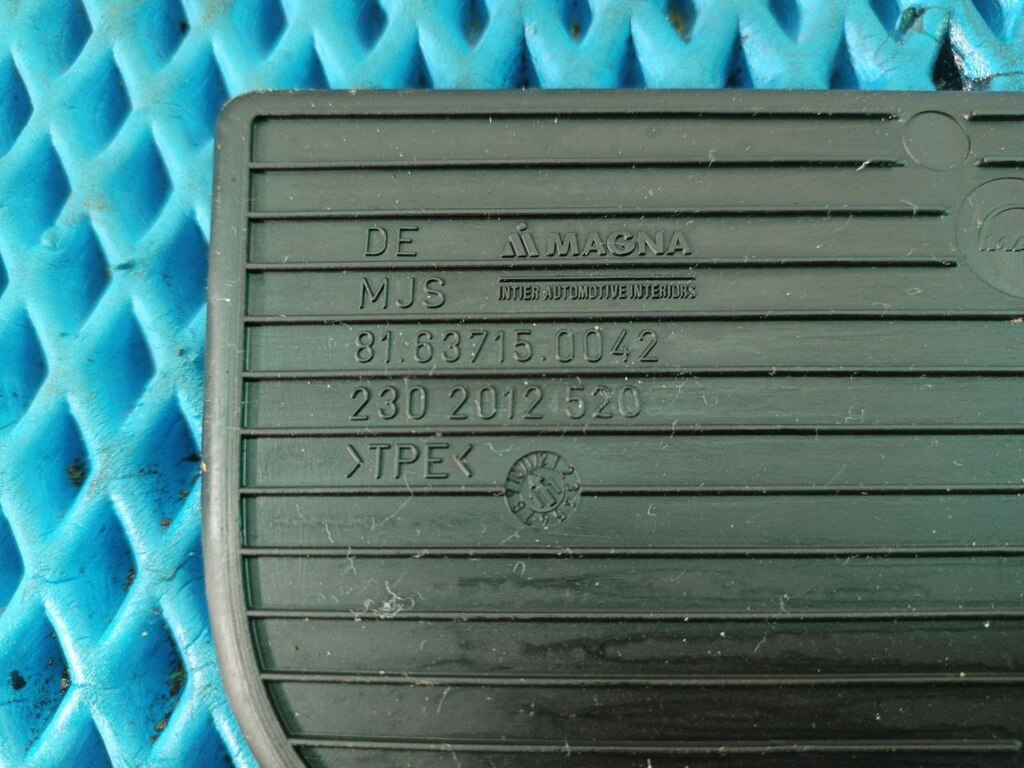 DE MAGNA
MJS INTIER AUTOMOTIVE INTERIORS
81.63715.0042
230 2012 520
>TPE<